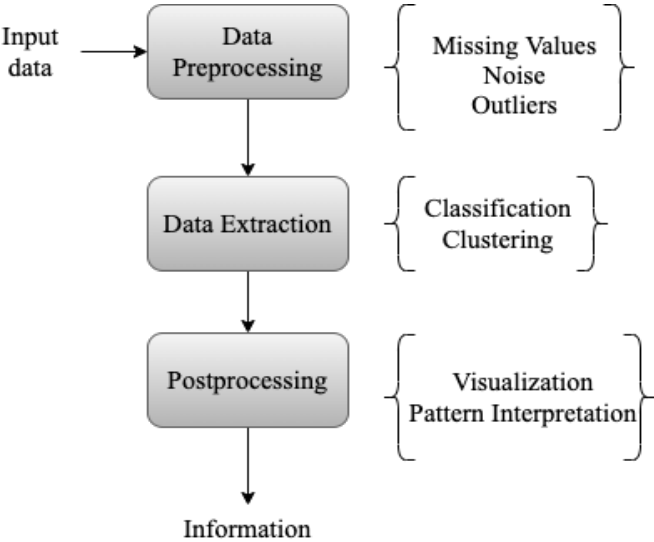 Input
data
Data
Preprocessing
Missing Values
Noise
Outliers
Data Extraction
Classification
Clustering
Postprocessing
Visualization
Pattern Interpretation
Information